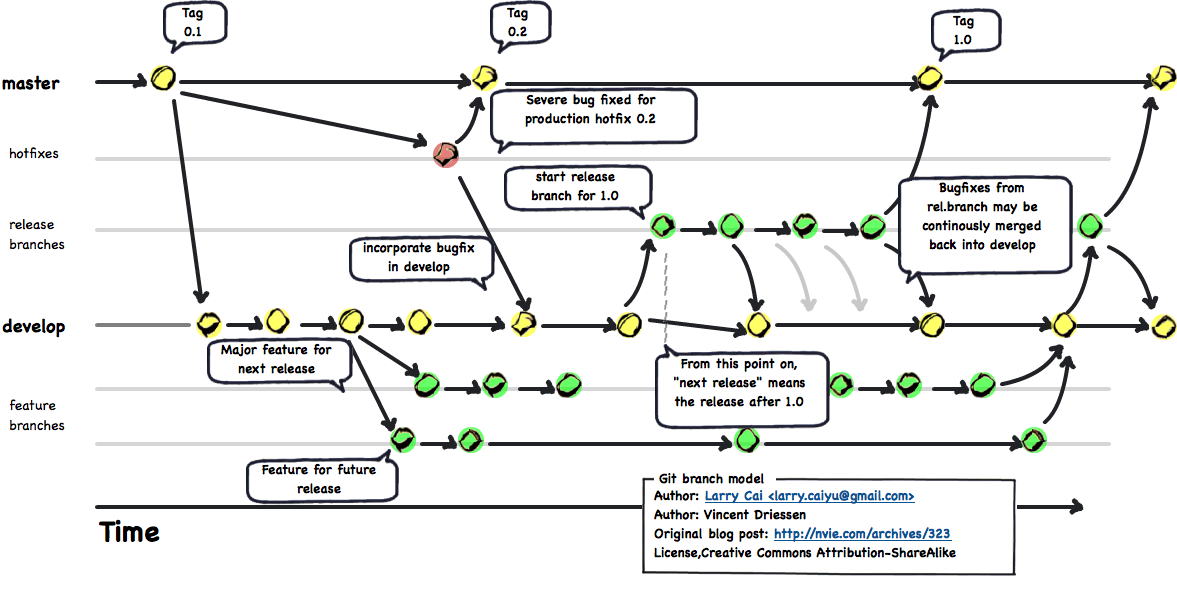 Tag
0.1
Tag
0.2
Tag
1.0
master
Severe bug fixed for
production hotfix 0.2
hotfixes
start release
branch for 1.0
Bugfixes from
rel.branch may be
continously merged
back into develop
release
branches
incorporate bugfix
in develop
develop
Major feature for
next release
From this point on,
"next release" means
the release after 1.0
feature
branches
Feature for future
release
Git branch model
Author: Larry Cai <larry.caiyu@gmail.com>
Author: Vincent Driessen
Original blog post: http://nvie.com/archives/323
License,Creative Commons Attribution-ShareAlike
Time